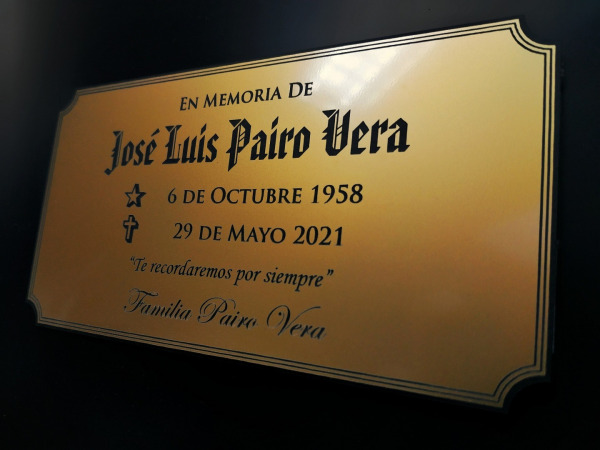 En Memoria De
José Luis Pairo Vera
6 de Octubre 1958
29 de Mayo 2021
“Te recordaremos por siempre”
Familia Pairo Vera